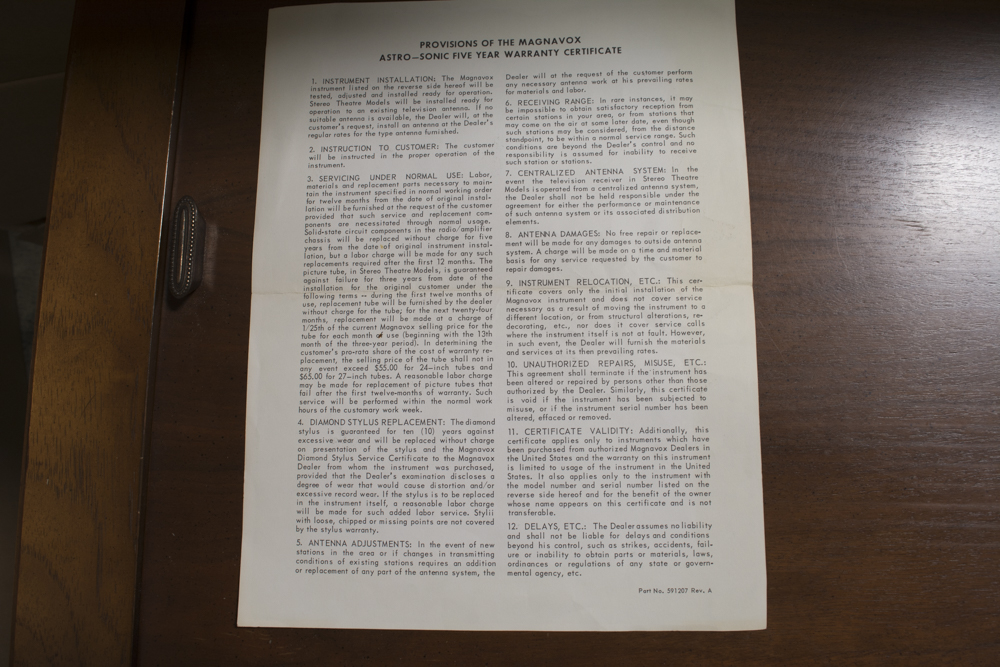 PROVISIONS OF THE MAGNAVOX
ASTRO—SONIC FIVE YEAR WARRANTY CERTIFICATE
1. INSTRUMENT INSTALLATION: The Magnavox
instrument listed on the reverse side hereof will be
tested, adjusted and installed ready for operation.
Stereo Theatre Models will be installed ready for
operation to an existing television antenna. If no
suitable antenna is available, the Dealer will, at the
customer's request, install an antenna at the Dealer's
regular rates for the type antenna furnished.
2. INSTRUCTION TO CUSTOMER: The customer
will be instructed in the proper operation of the
instrument.
3. SERVICING UNDER NORMAL USE: Labor,
materials and replacement parts necessary to main-
tain the instrument specified in normal working order
for twelve months from the date of original instal-
lation will be furnished at the request of the customer
provided that such service and replacement com-
ponents are necessitated through normal usage.
Solid-state circuit components in the radio/amplifier
chassis will be replaced without charge for five
years from the date of original instrument instal-
lation, but a labor charge will be made for any such
replacements required after the first 12 months. The
picture tube, in Stereo Theatre Models, is guaranteed
against failure for three years from date of the
installation for the original customer under the
following terms -- during the first twelve months of
use, replacement tube will be furnished by the dealer
without charge for the tube; for the next twenty-four
months, replacement will be made at a charge of
1/25th of the current Magnavox selling price for the
tube for each month of use (beginning with the 13th
month of the three-year period). In determining the
customer's pro-rata share of the cost of warranty re-
placement, the selling price of the tube shall not in
any event exceed $55.00 for 24-inch tubes and
$65.00 for 27-inch tubes. A reasonable labor charge
may be made for replacement of picture tubes that
fail after the first twelve-months of warranty. Such
service will be performed within the normal work
hours of the customary work week.
4. DIAMOND STYLUS REPLACEMENT: The diamond
stylus is guaranteed for ten (10) years against
excessive wear and will be replaced without charge
on presentation of the stylus and the Magnavox
Diamond Stylus Service Certificate to the Magnavox
Dealer from whom the instrument was purchased,
provided that the Dealer's examination discloses a
degree of wear that would cause distortion and/or
excessive record wear. If the stylus is to be replaced
in the instrument itself, a reasonable labor charge
will be made for such added labor service. Stylii
with loose, chipped or missing points are not covered
by the stylus warranty.
5. ANTENNA ADJUSTMENTS: In the event of new
stations in the area or if changes in transmitting
conditions of existing stations requires an addition
or replacement of any part of the antenna system, the
Dealer will at the request of the customer perform
any necessary antenna work at his prevailing rates
for materials and labor.
6. RECEIVING RANGE: In rare instances, it may
be impossible to obtain satisfactory reception from
certain stations in your area, or from stations that
may come on the air at some later date, even though
such stations may be considered, from the distance
standpoint, to be within a normal service range. Such
conditions are beyond the Dealer's control and no
responsibility is assumed for inability to receive
such station or stations.
7. CENTRALIZED ANTENNA SYSTEM: In the
event the television receiver in Stereo Theatre
Models is operated from a centralized antenna system,
the Dealer shall not be held responsible under the
agreement for either the performance or maintenance
of such antenna system or its associated distribution
elements.
8. ANTENNA DAMAGES: No free repair or replace-
ment will be made for any damages to outside antenna
system. A charge will be made on a time and material
basis for any service requested by the customer to
repair damages.
9. INSTRUMENT RELOCATION, ETC.: This cer-
tificate covers only the initial installation of the
Magnavox instrument and does not cover service
necessary as a result of moving the instrument to a
different location, or from structural alterations, re-
decorating, etc., nor does it cover service calls
where the instrument itself is not at fault. However,
in such event, the Dealer will furnish the materials
and services at its then prevailing rates.
10. UNAUTHORIZED REPAIRS, MISUSE, ETC.:
This agreement shall terminate if the instrument has
been altered or repaired by persons other than those
authorized by the Dealer. Similarly, this certificate
is void if the instrument has been subjected to
misuse, or if the instrument serial number has been
altered, effaced or removed.
11. CERTIFICATE VALIDITY: Additionally, this
certificate applies only to instruments which have
been purchased from authorized Magnavox Dealers in
the United States and the warranty on this instrument
is limited to usage of the instrument in the United
States. It also applies only to the instrument with
the model number and serial number listed on the
reverse side hereof and for the benefit of the owner
whose name appears on this certificate and is not
transferable.
12. DELAYS, ETC.: The Dealer assumes no liability
and shall not be liable for delays and conditions
beyond his control, such as strikes, accidents, fail-
ure or inability to obtain parts or materials, laws,
ordinances or regulations of any state or govern-
mental agency, etc.
Part No. 591207 Rev. A